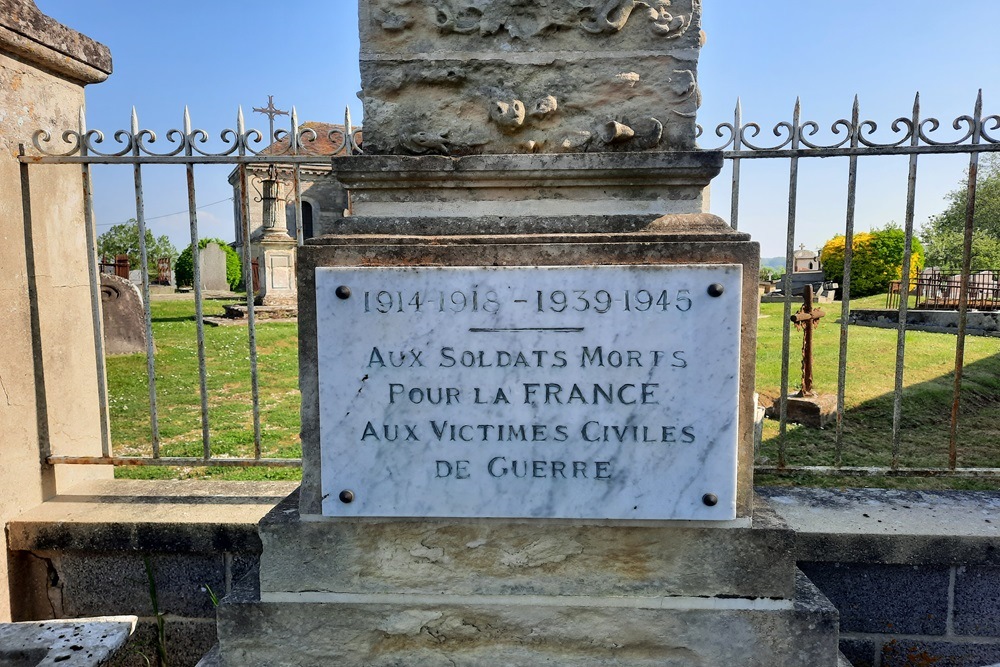 1914-1918 - 1939-1945
AUX SOLDATS MORTS
POUR LA FRANCE
AUX VICTIMES CIVILES
DE GUERRE